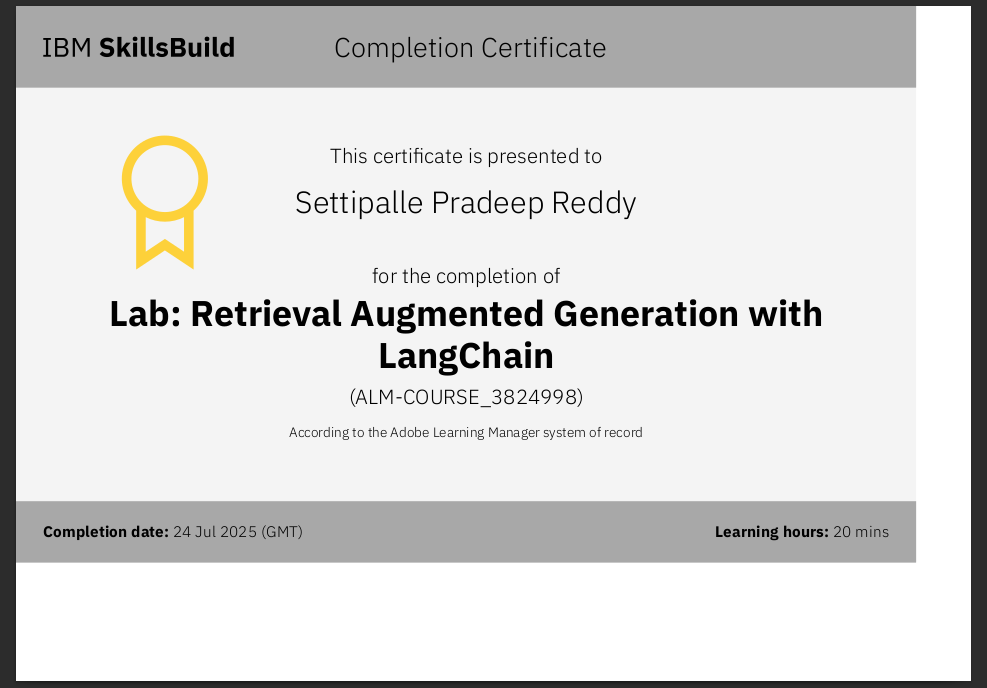 IBM SkillsBuild
Completion Certificate
This certificate is presented to
Settipalle Pradeep Reddy
for the completion of
Lab: Retrieval Augmented Generation with
LangChain
(ALM-COURSE_3824998)
According to the Adobe Learning Manager system of record
Completion date: 24 Jul 2025 (GMT)
Learning hours: 20 mins